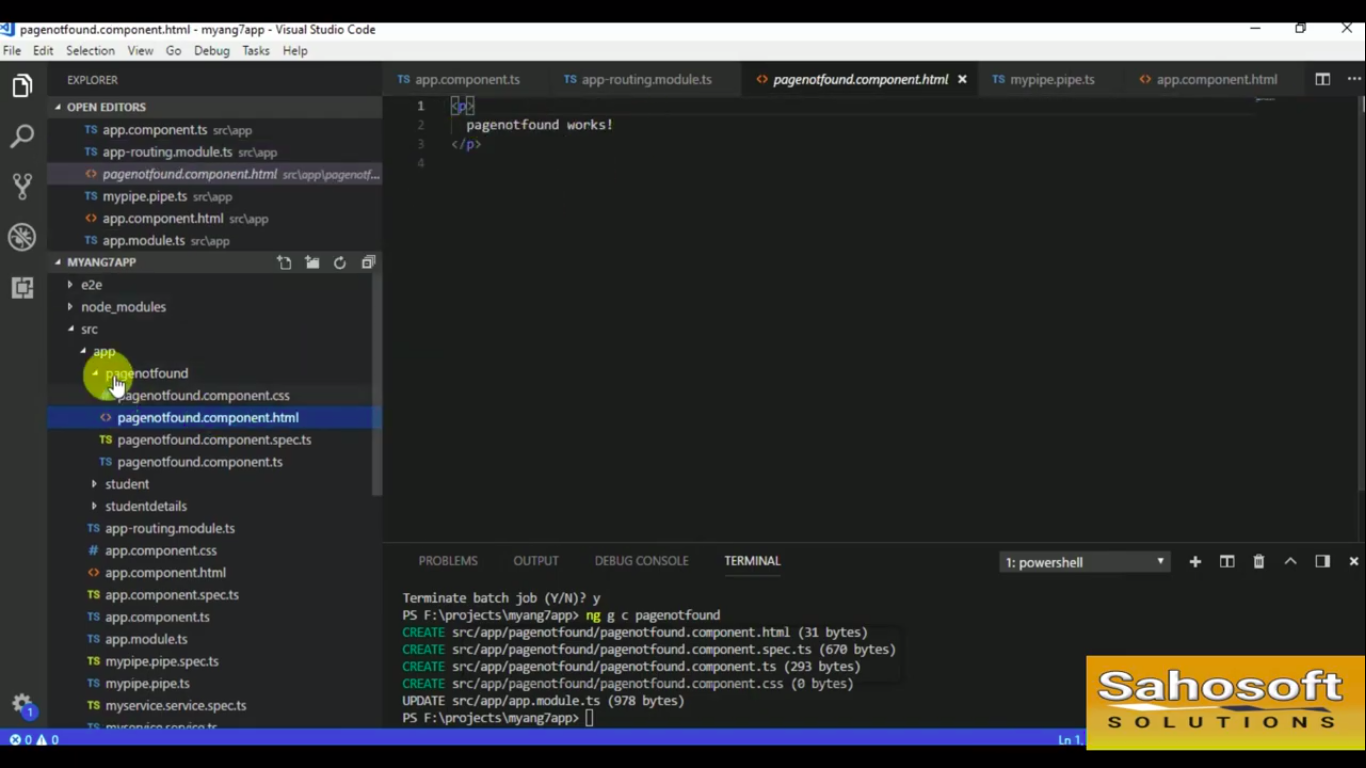 pagenotfound.component.html - myang7app - Visual Studio Code
File Edit Selection View Go Debug Tasks Help
EXPLORER
OPEN EDITORS
TS app.component.ts src\app
TS app-routing.module.ts src\app
<> pagenotfound.component.html src\app\pagenotf...
TS mypipe.pipe.ts src\app
<> app.component.html src\app
TS app.module.ts src\app
MYANG7APP
e2e
node_modules
src
app
pagenotfound
pagenotfound.component.css
<> pagenotfound.component.html
TS pagenotfound.component.spec.ts
TS pagenotfound.component.ts
student
studentdetails
TS app-routing.module.ts
# app.component.css
<> app.component.html
TS app.component.spec.ts
TS app.component.ts
TS app.module.ts
TS mypipe.pipe.spec.ts
TS mypipe.pipe.ts
TS myservice.service.spec.ts
TS myservice.service.ts
TS app.component.ts TS app-routing.module.ts <> pagenotfound.component.html TS mypipe.pipe.ts <> app.component.html
1 <p>
2 pagenotfound works!
3 </p>
4
PROBLEMS OUTPUT DEBUG CONSOLE TERMINAL 1: powershell
Terminate batch job (Y/N)? y
PS F:\projects\myang7app> ng g c pagenotfound
CREATE src/app/pagenotfound/pagenotfound.component.html (31 bytes)
CREATE src/app/pagenotfound/pagenotfound.component.spec.ts (670 bytes)
CREATE src/app/pagenotfound/pagenotfound.component.ts (293 bytes)
CREATE src/app/pagenotfound/pagenotfound.component.css (0 bytes)
UPDATE src/app/app.module.ts (978 bytes)
PS F:\projects\myang7app>
1
0 0 Ln 1,
Sahosoft
SOLUTIONS